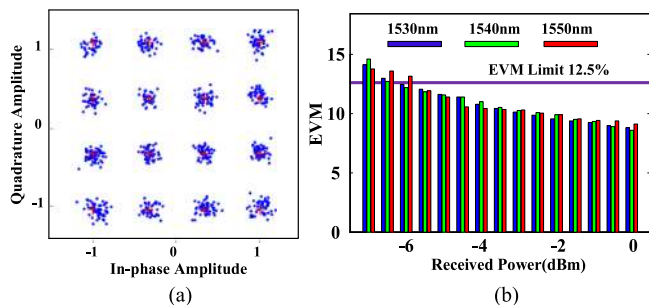 1
0
-1
Quadrature Amplitude
-1
0
1
In-phase Amplitude
(a)
1530nm 1540nm 1550nm
EVM Limit 12.5%
15
10
5
0
EVM
-6
-4
-2
0
Received Power(dBm)
(b)